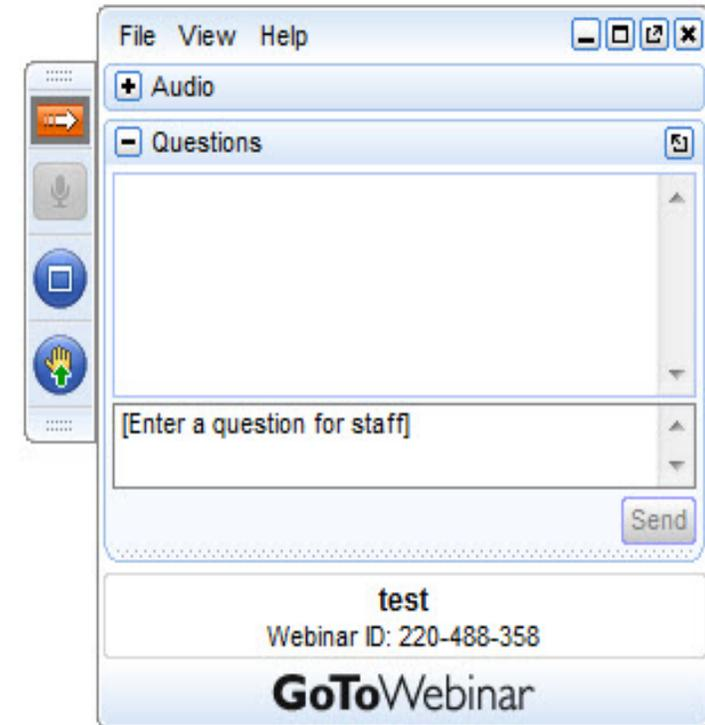 File View Help
Audio
Questions
[Enter a question for staff]
Send
test
Webinar ID: 220-488-358
GoToWebinar